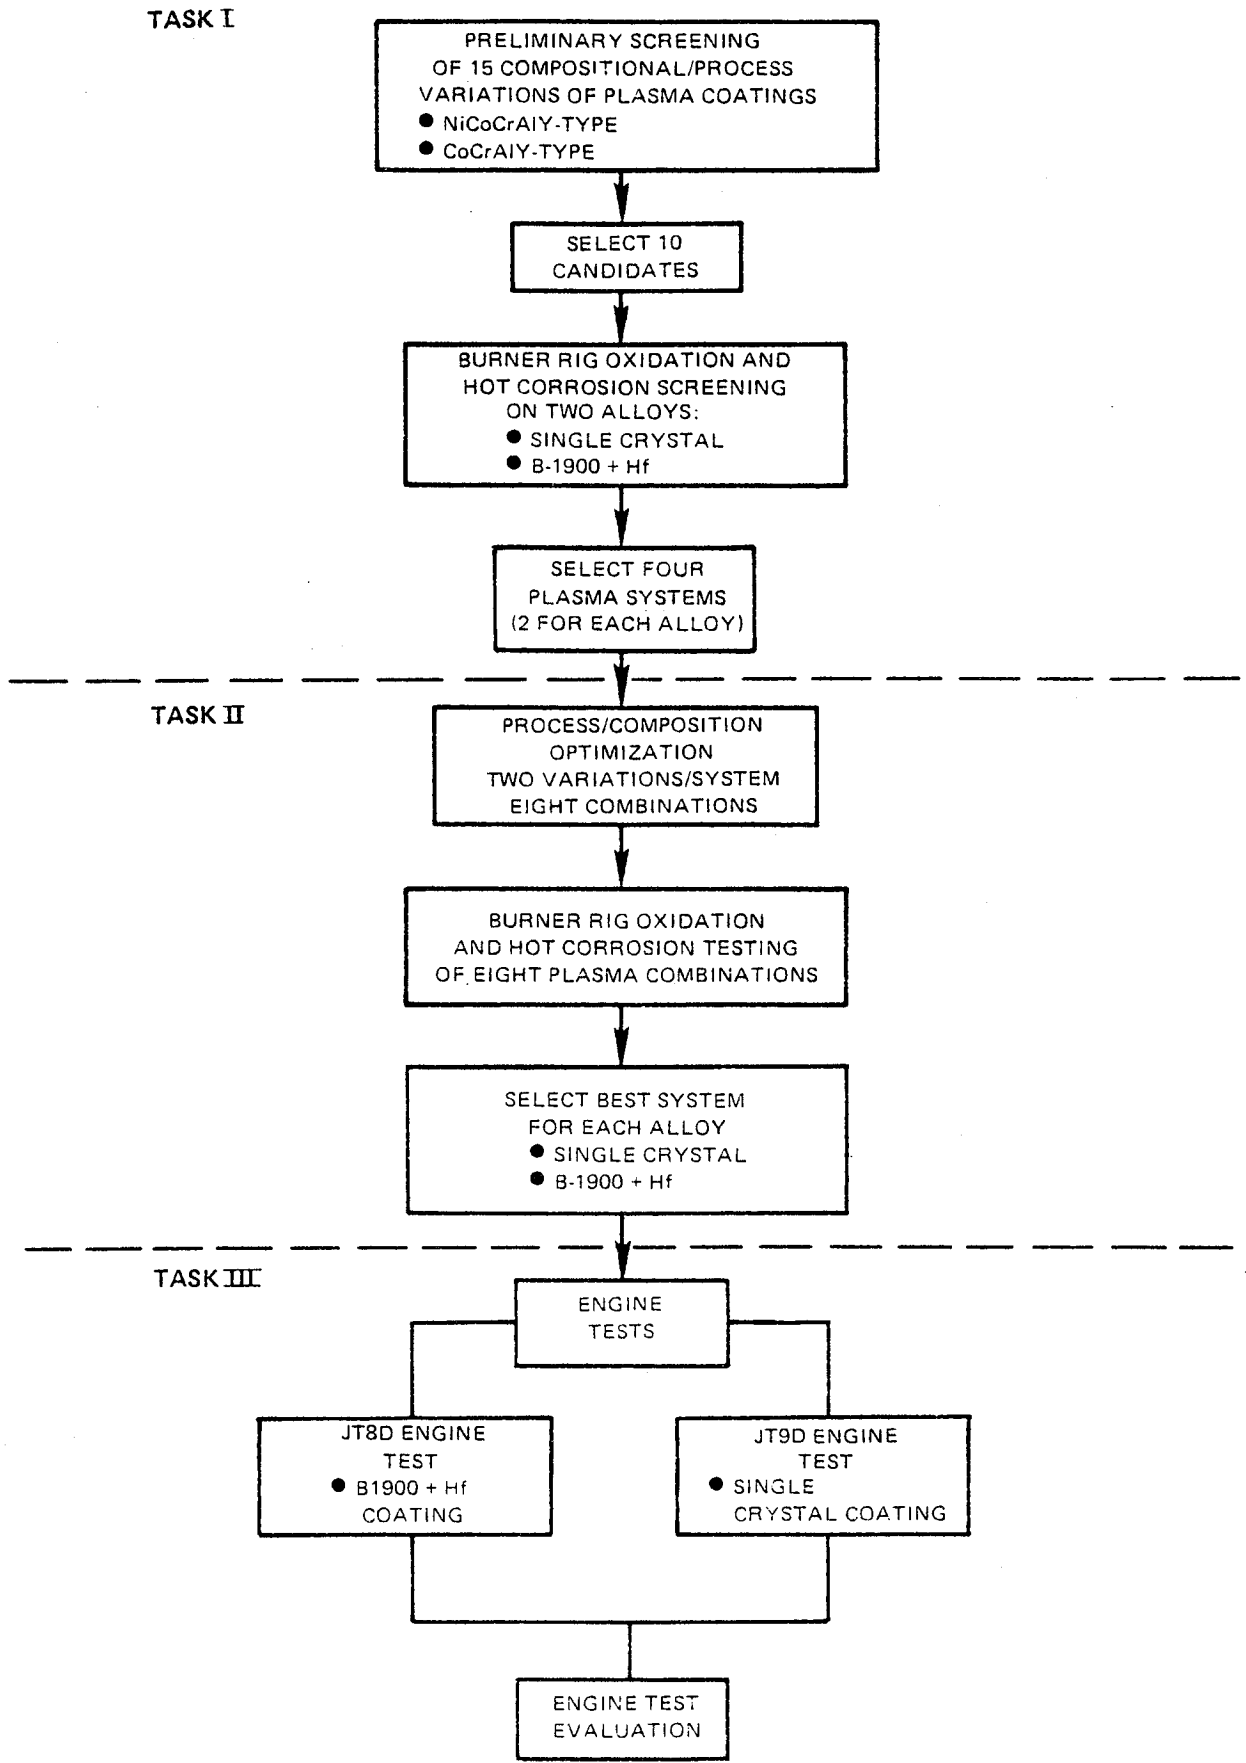 TASK I
PRELIMINARY SCREENING
OF 15 COMPOSITIONAL/PROCESS
VARIATIONS OF PLASMA COATINGS
● NiCoCrAlY-TYPE
● CoCrAlY-TYPE
SELECT 10
CANDIDATES
BURNER RIG OXIDATION AND
HOT CORROSION SCREENING
ON TWO ALLOYS:
● SINGLE CRYSTAL
● B-1900 + Hf
SELECT FOUR
PLASMA SYSTEMS
(2 FOR EACH ALLOY)
TASK II
PROCESS/COMPOSITION
OPTIMIZATION
TWO VARIATIONS/SYSTEM
EIGHT COMBINATIONS
BURNER RIG OXIDATION
AND HOT CORROSION TESTING
OF EIGHT PLASMA COMBINATIONS
SELECT BEST SYSTEM
FOR EACH ALLOY
● SINGLE CRYSTAL
● B-1900 + Hf
TASK III
ENGINE
TESTS
JT8D ENGINE
TEST
● B1900 + Hf
COATING
JT9D ENGINE
TEST
● SINGLE
CRYSTAL COATING
ENGINE TEST
EVALUATION